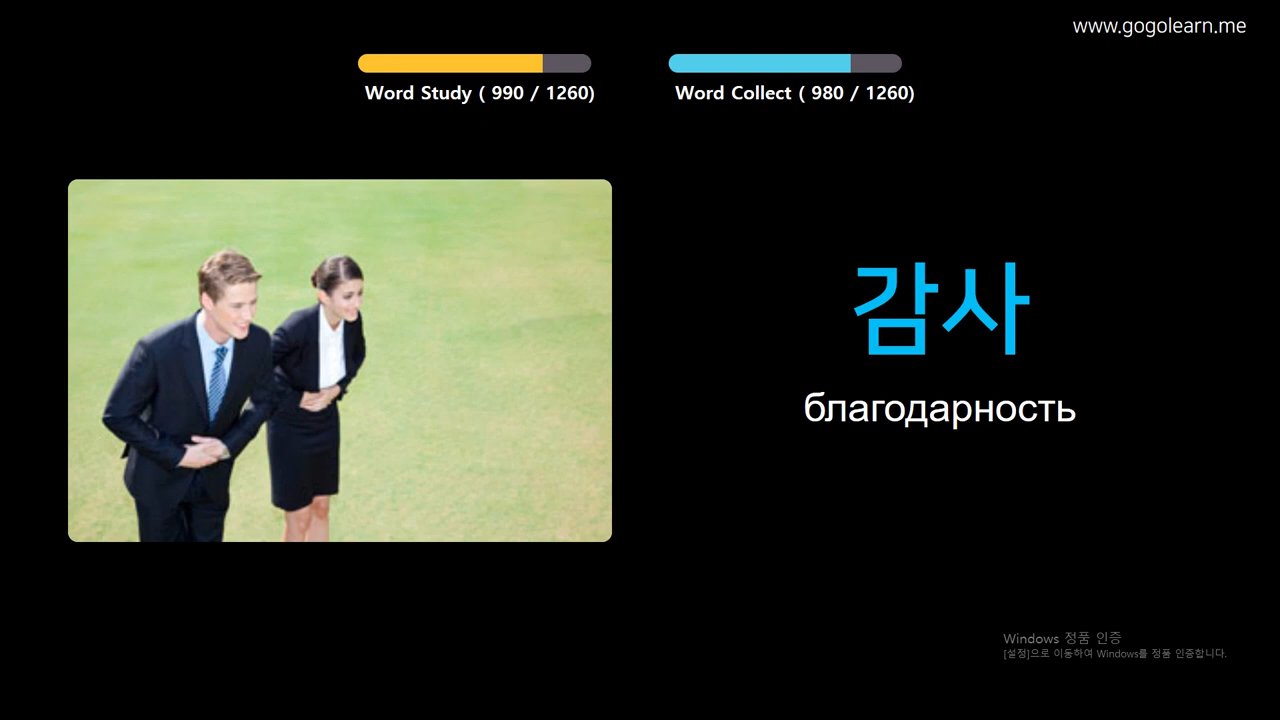 www.gogolearn.me
Word Study ( 990 / 1260)
Word Collect ( 980 / 1260)
감사
благодарность
Windows 정품 인증
[설정]으로 이동하여 Windows를 정품 인증합니다.